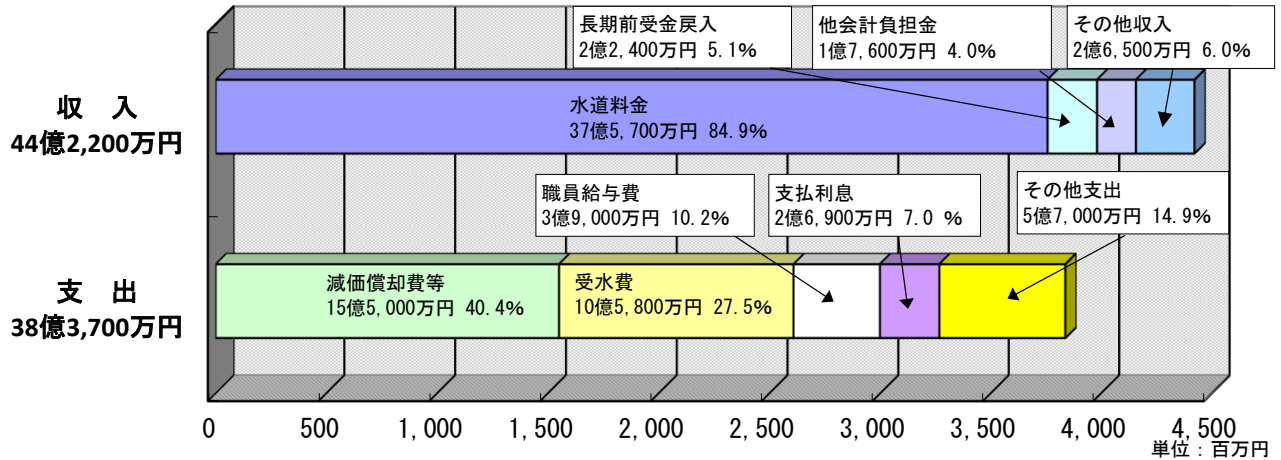 長期前受金戻入
2億2,400万円 5.1%
他会計負担金
1億7,600万円 4.0%
その他収入
2億6,500万円 6.0%
収 入
44億2,200万円
水道料金
37億5,700万円 84.9%
職員給与費
3億9,000万円 10.2%
支払利息
2億6,900万円 7.0 %
その他支出
5億7,000万円 14.9%
支 出
38億3,700万円
減価償却費等
15億5,000万円 40.4%
受水費
10億5,800万円 27.5%
0 500 1,000 1,500 2,000 2,500 3,000 3,500 4,000 4,500
単位：百万円